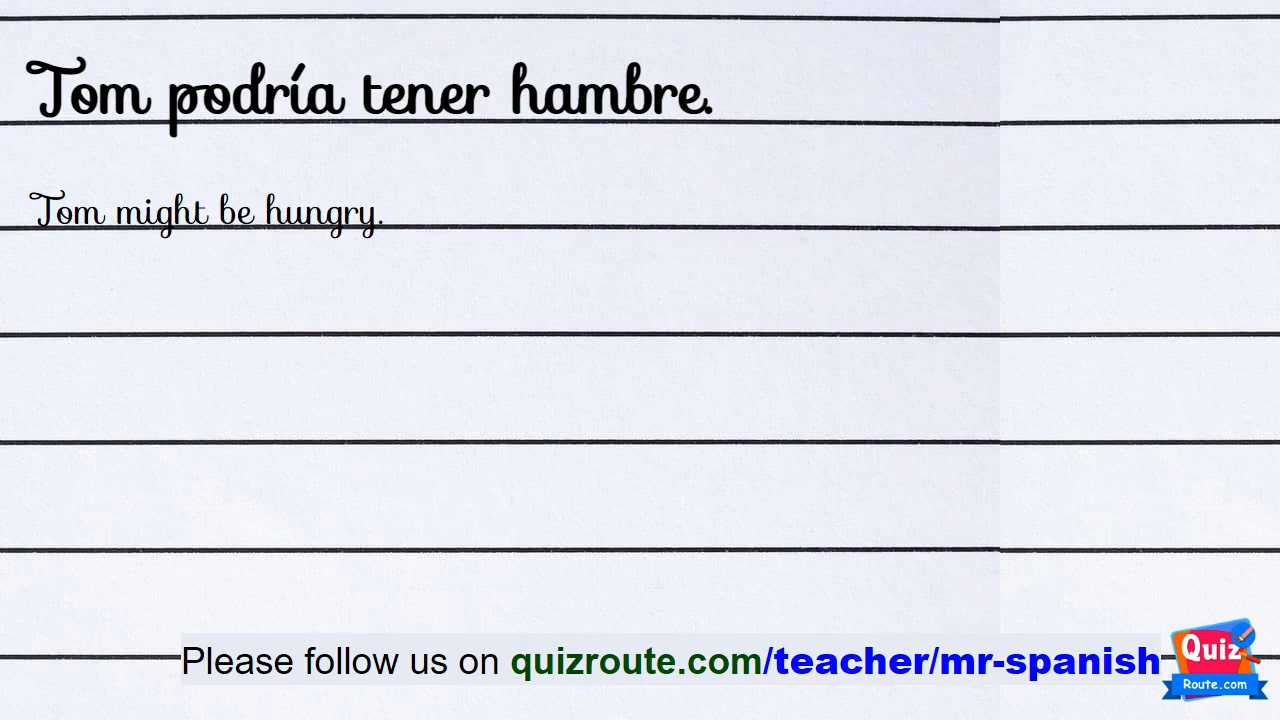 Tom podría tener hambre.
Tom might be hungry.
Please follow us on quizroute.com/teacher/mr-spanish
Quiz
Route.com